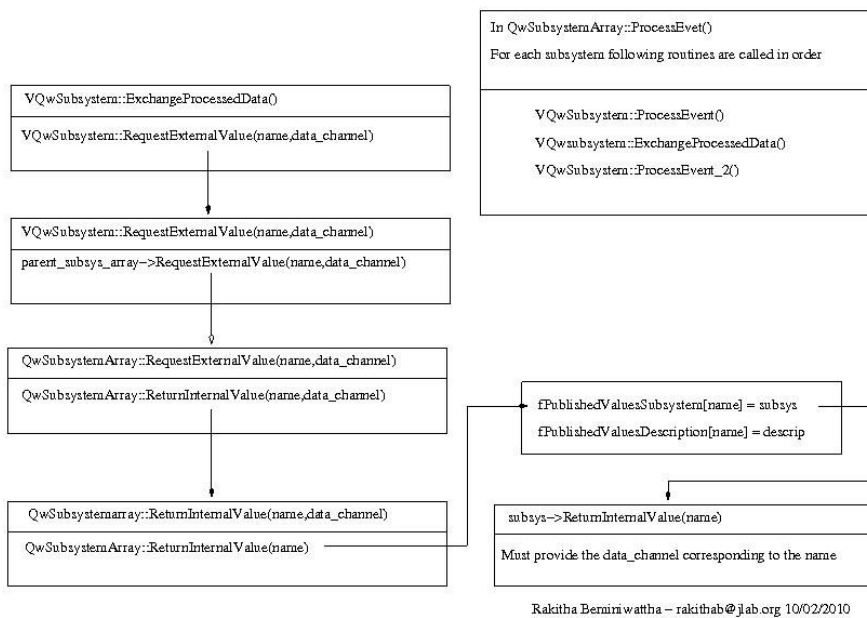 In QwSubsystemArray::ProcessEvet()
For each subsystem following routines are called in order
VQwSubsystem::ProcessEvent()
VQwsubsystem::ExchangeProcessedData()
VQwSubsystem::ProcessEvent_2()
VQwSubsystem::ExchangeProcessedData()
VQwSubsystem::RequestExternalValue(name,data_channel)
VQwSubsystem::RequestExternalValue(name,data_channel)
parent_subsys_array->RequestExternalValue(name,data_channel)
QwSubsystemArray::RequestExternalValue(name,data_channel)
QwSubsystemArray::ReturnInternalValue(name,data_channel)
QwSubsystemarray::ReturnInternalValue(name,data_channel)
QwSubsystemArray::ReturnInternalValue(name)
fPublishedValuesSubsystem[name] = subsys
fPublishedValuesDescription[name] = descrip
subsys->ReturnInternalValue(name)
Must provide the data_channel corresponding to the name
Rakitha Beminiwattha – rakithab@jlab.org 10/02/2010